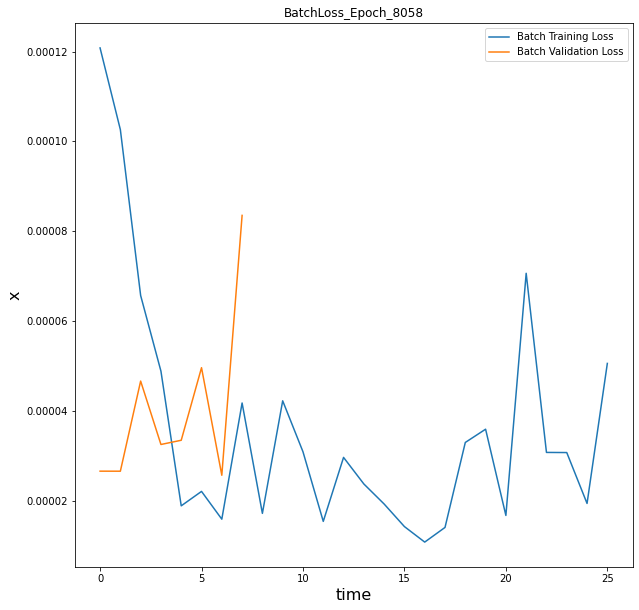 BatchLoss_Epoch_8058
Batch Training Loss
Batch Validation Loss
0.00012
0.00010
0.00008
0.00006
0.00004
0.00002
x
0 5 10 15 20 25
time